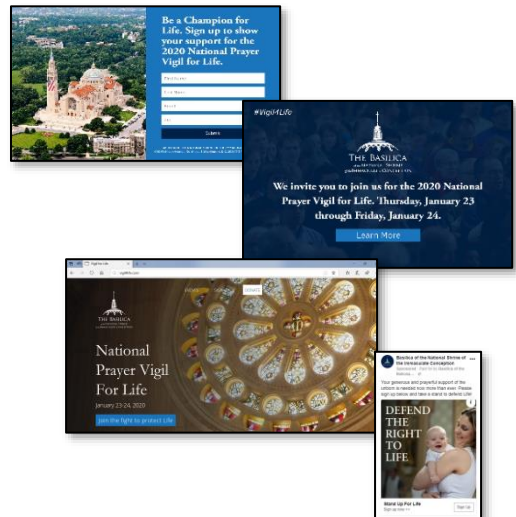 Be a Champion for
Life. Sign up to show
your support for the
2020 National Prayer
Vigil for Life.
Submit
#Vigil4Life
THE BASILICA
We invite you to join us for the 2020 National
Prayer Vigil for Life. Thursday, January 23
through Friday, January 24.
Learn More
THE BASILICA
National
Prayer Vigil
For Life
January 23-24, 2020
Join the fight to protect Life
Basilica of the National Shrine of
the Immaculate Conception
Your generous and prayerful support of the
unborn is needed now more than ever. Please
sign up below and take a stand to defend Life!
DEFEND
THE
RIGHT
TO
LIFE
Stand Up For Life
Sign Up